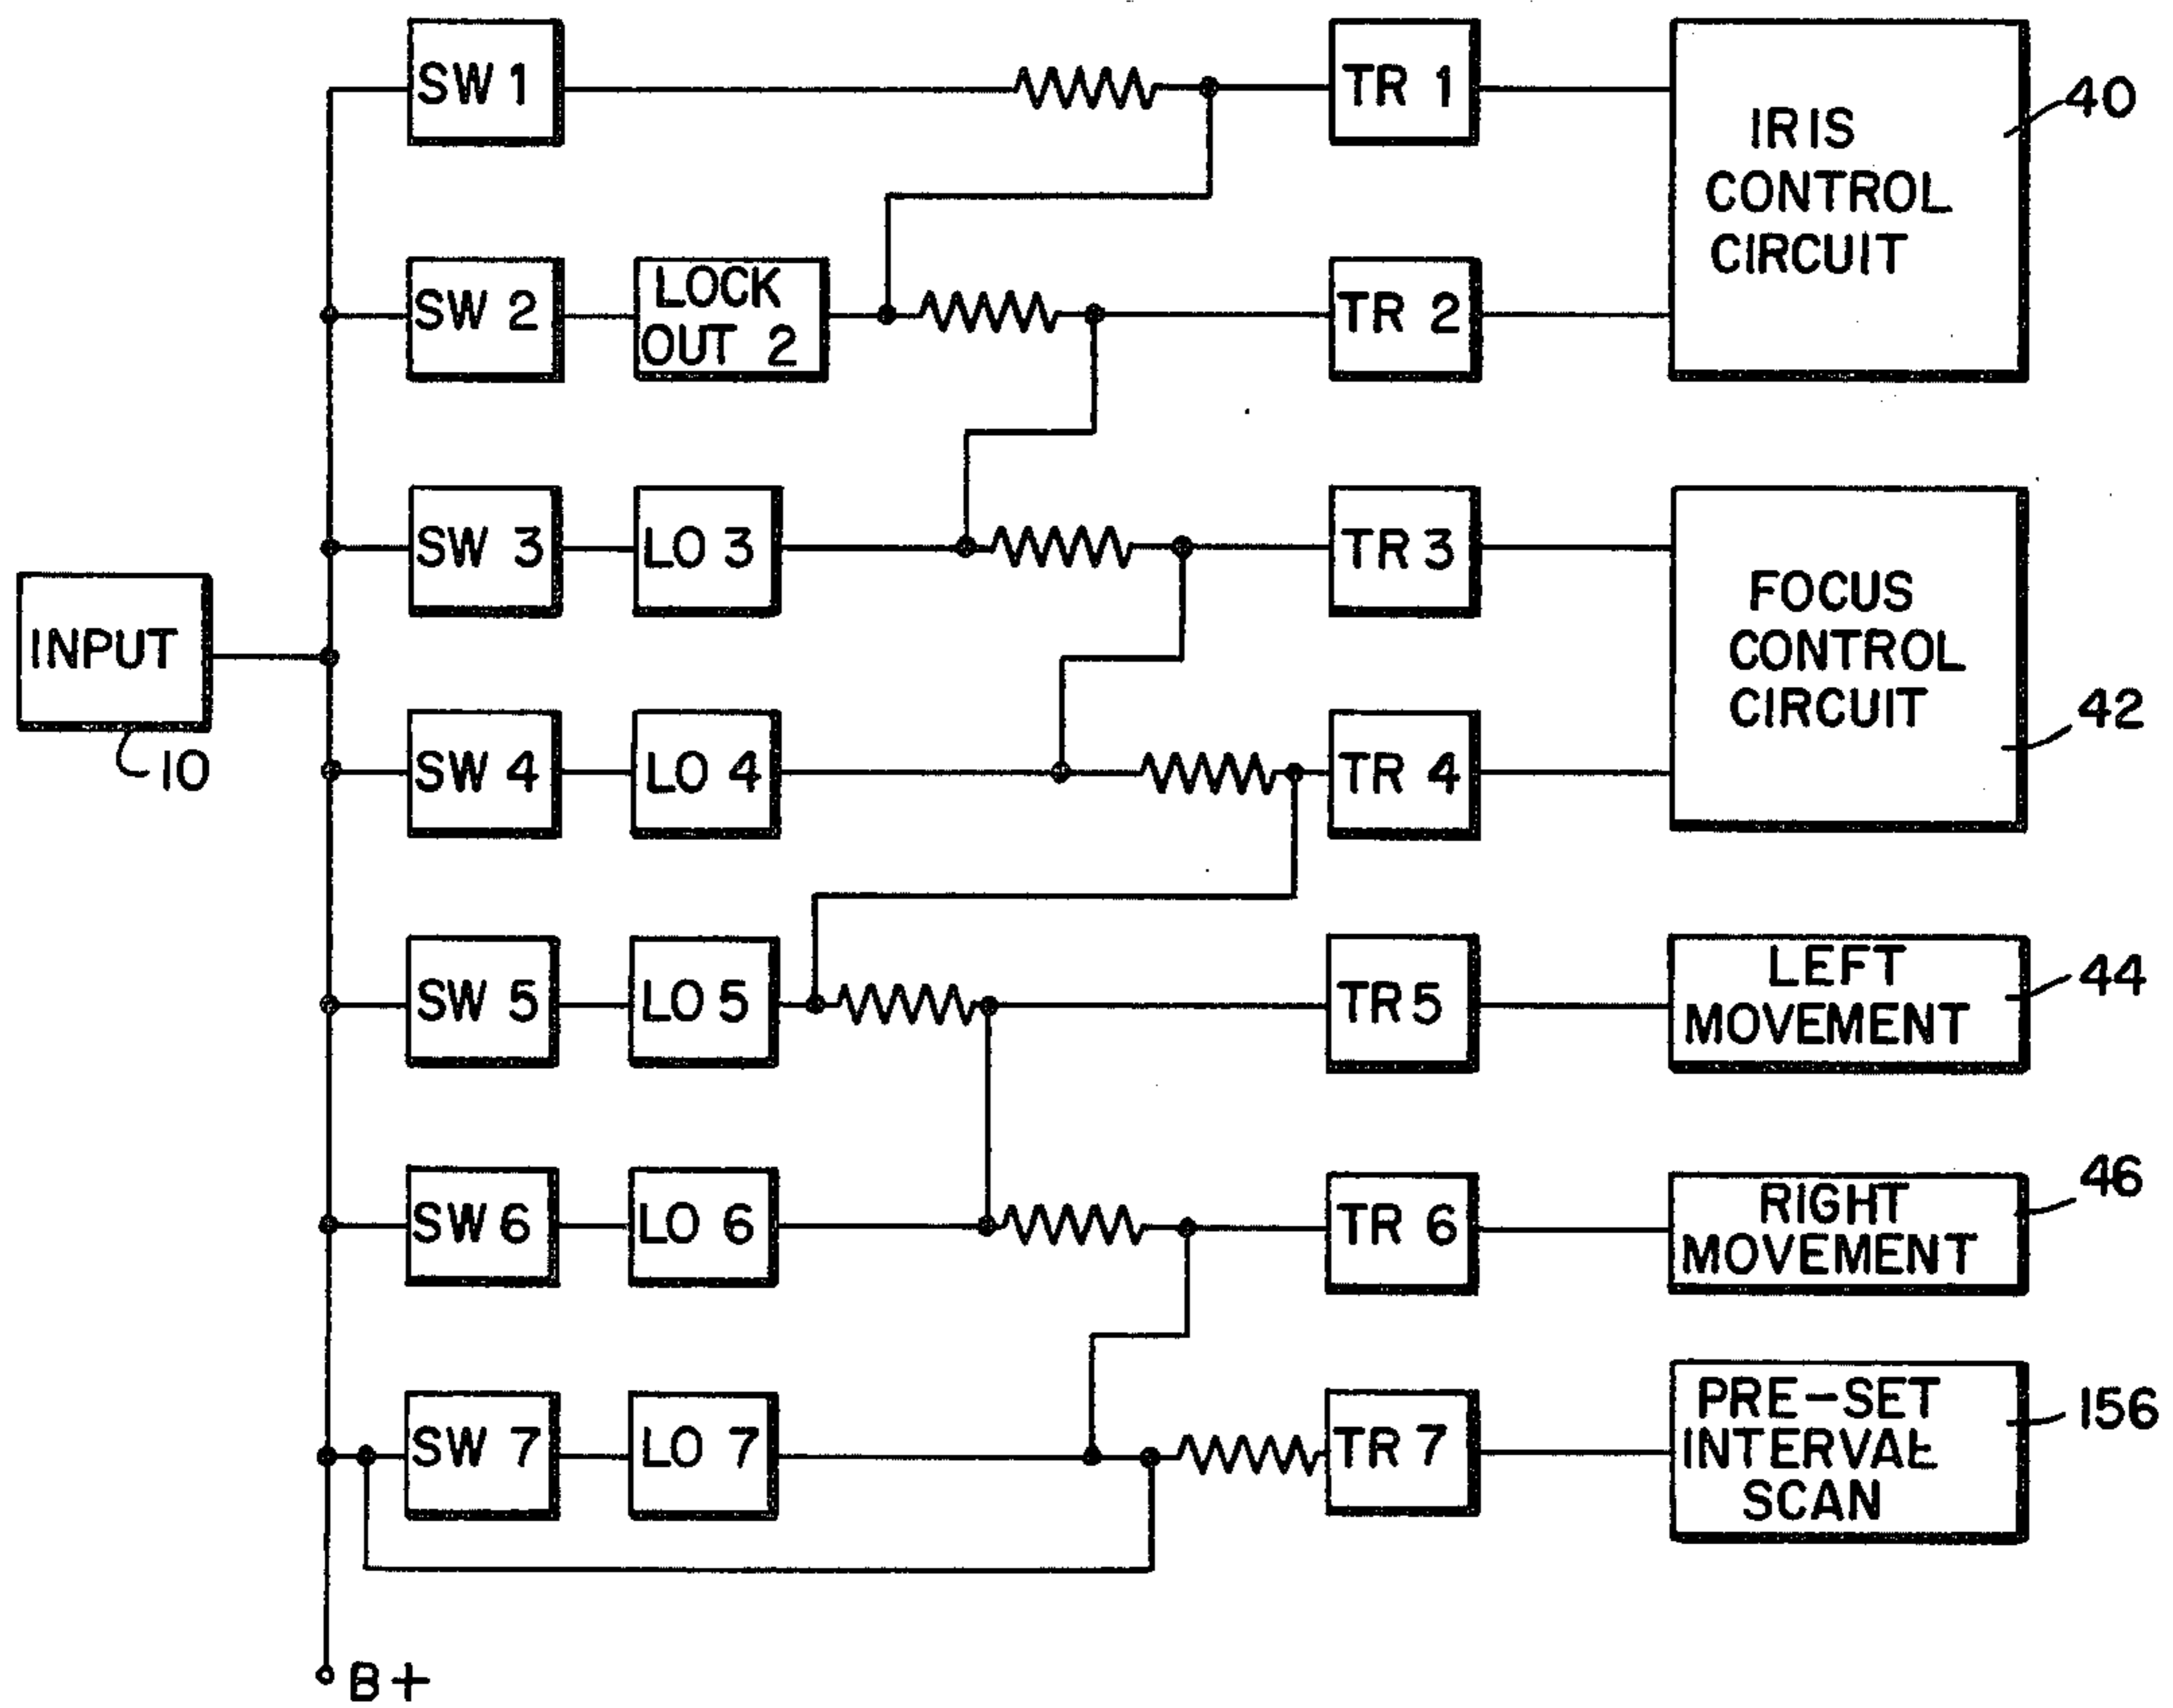 SW 1
TR 1
IRIS
CONTROL
CIRCUIT
40
SW 2
LOCK
OUT 2
TR 2
SW 3
LO 3
TR 3
FOCUS
CONTROL
CIRCUIT
42
INPUT
10
SW 4
LO 4
TR 4
SW 5
LO 5
TR 5
LEFT
MOVEMENT
44
SW 6
LO 6
TR 6
RIGHT
MOVEMENT
46
SW 7
LO 7
TR 7
PRE-SET
INTERVAL
SCAN
156
B+